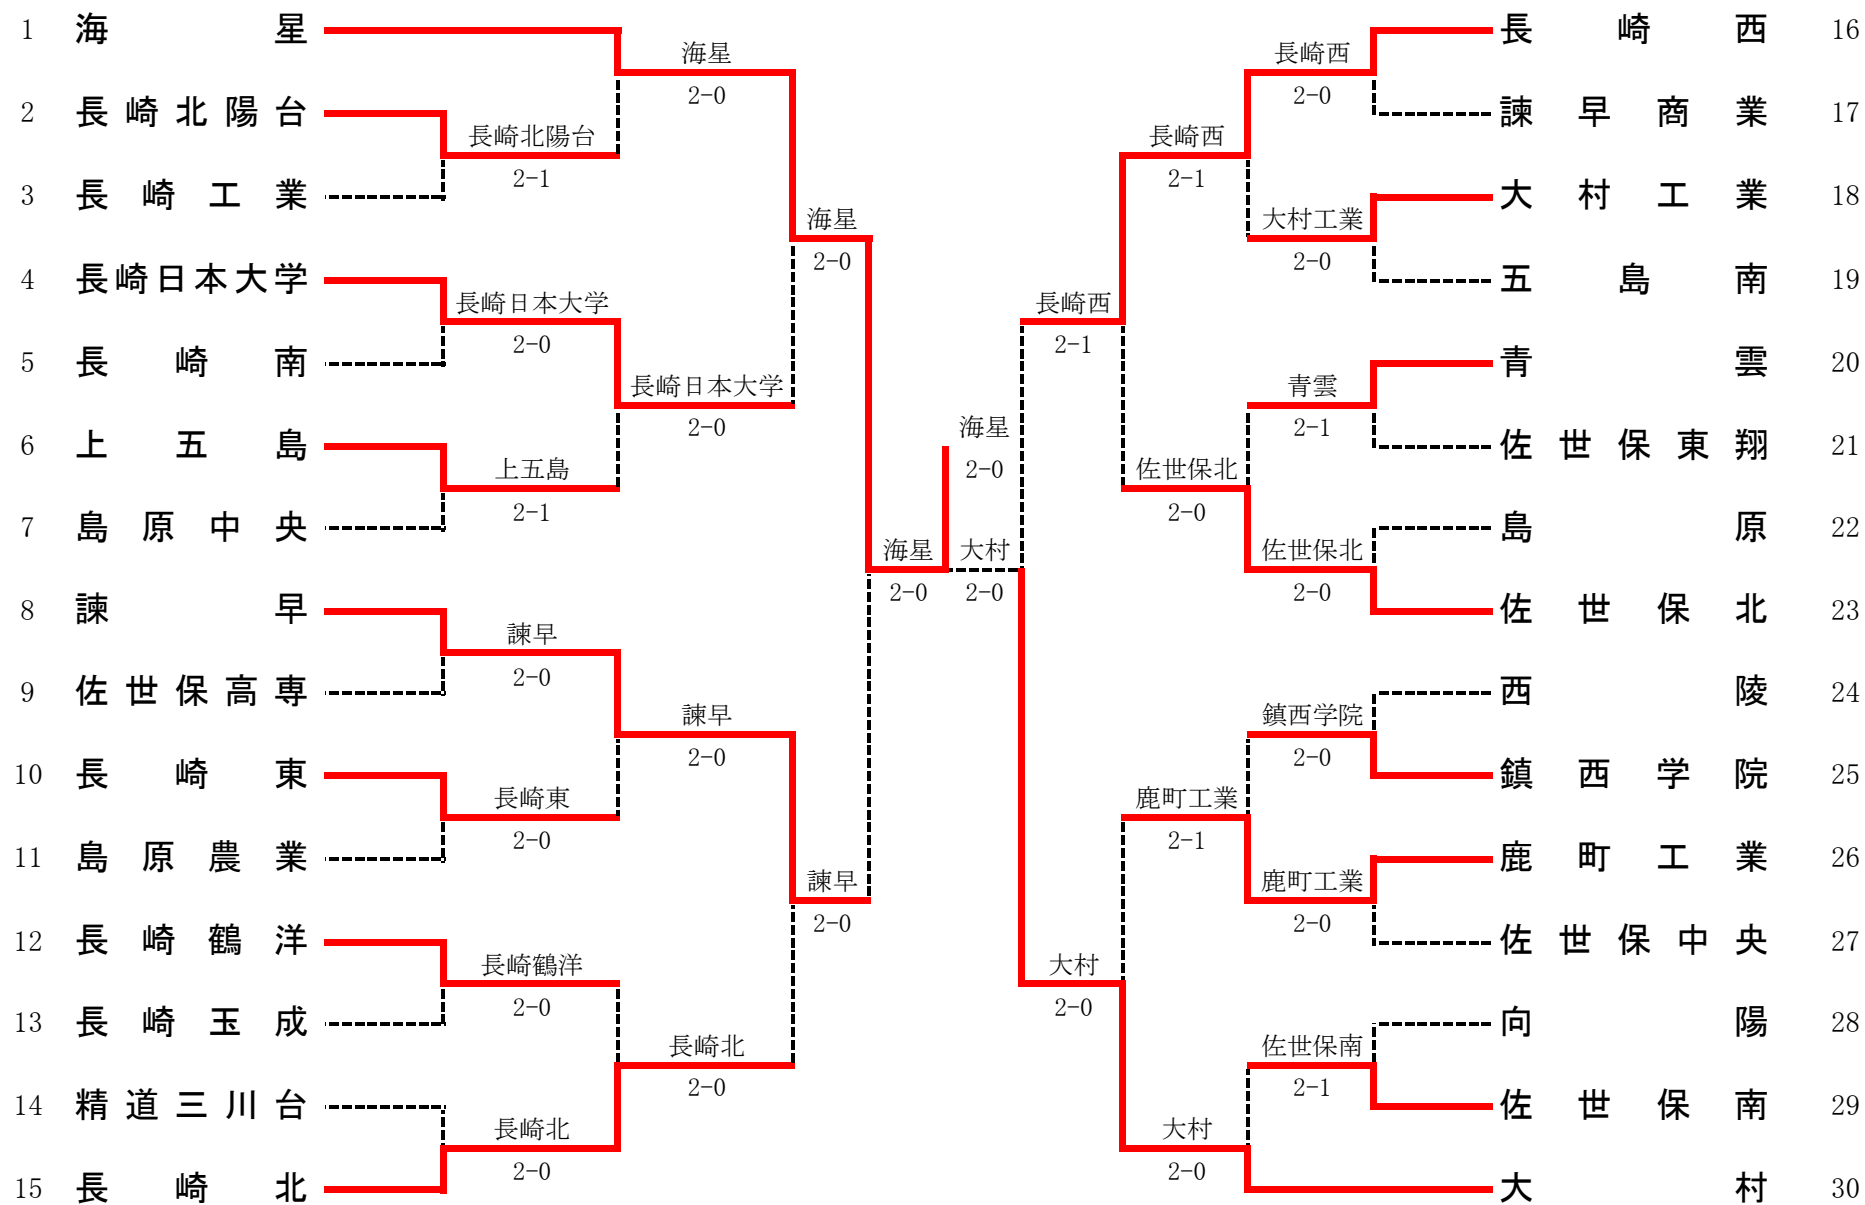 1 海星
2 長崎北陽台
3 長崎工業
4 長崎日本大学
5 長崎南
6 上五島
7 島原中央
8 諫早
9 佐世保高専
10 長崎東
11 島原農業
12 長崎鶴洋
13 長崎玉成
14 精道三川台
15 長崎北
長崎北陽台
2-1
長崎日本大学
2-0
上五島
2-1
諫早
2-0
長崎東
2-0
長崎鶴洋
2-0
長崎北
2-0
海星
2-0
長崎日本大学
2-0
諫早
2-0
長崎北
2-0
海星
2-0
諫早
2-0
海星
2-0
海星
2-0
大村
2-0
長崎西
2-1
大村
2-0
長崎西
2-1
佐世保北
2-0
鹿町工業
2-1
大村
2-0
長崎西
2-0
大村工業
2-0
青雲
2-1
佐世保北
2-0
鎮西学院
2-0
鹿町工業
2-0
佐世保南
2-1
長崎西 16
諫早商業 17
大村工業 18
五島南 19
青雲 20
佐世保東翔 21
島原 22
佐世保北 23
西陵 24
鎮西学院 25
鹿町工業 26
佐世保中央 27
向陽 28
佐世保南 29
大村 30